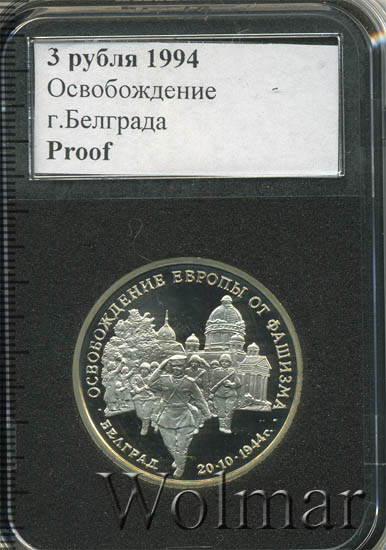 3 рубля 1994
Освобождение
г.Белграда
Proof
ОСВОБОЖДЕНИЕ ЕВРОПЫ ОТ ФАШИЗМА
БЕЛГРАД 20·10·1944г.
Wolmar